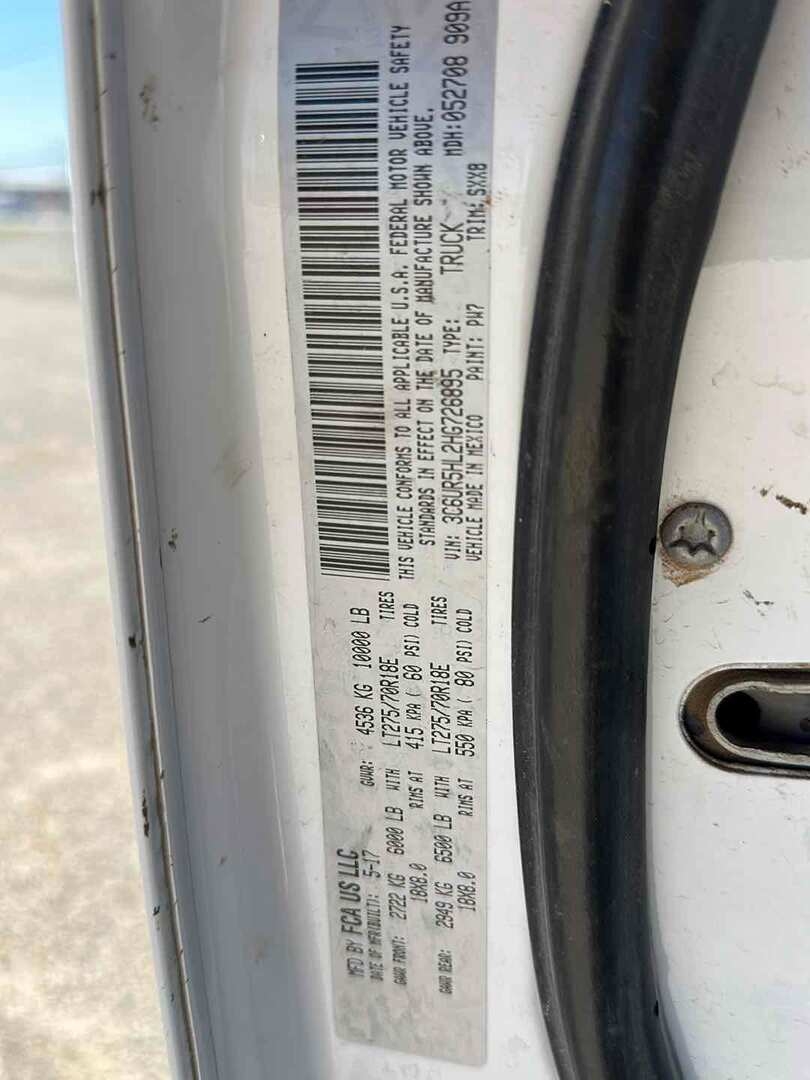 MFD BY FCA US LLC
DATE OF MFR(BUILT): 5-17 GVWR: 4536 KG 10000 LB
GAWR FRONT: 2722 KG 6000 LB WITH LT275/70R18E TIRES
18X8.0 RIMS AT 415 KPA( 60 PSI) COLD
GAWR REAR: 2949 KG 6500 LB WITH LT275/70R18E TIRES
18X8.0 RIMS AT 550 KPA( 80 PSI) COLD
THIS VEHICLE CONFORMS TO ALL APPLICABLE U.S.A. FEDERAL MOTOR VEHICLE SAFETY
STANDARDS IN EFFECT ON THE DATE OF MANUFACTURE SHOWN ABOVE.
VIN: 3C6UR5HL2HG726895 TYPE: TRUCK MDH:052708 909A
VEHICLE MADE IN MEXICO PAINT: PW7 TRIM: SXX8